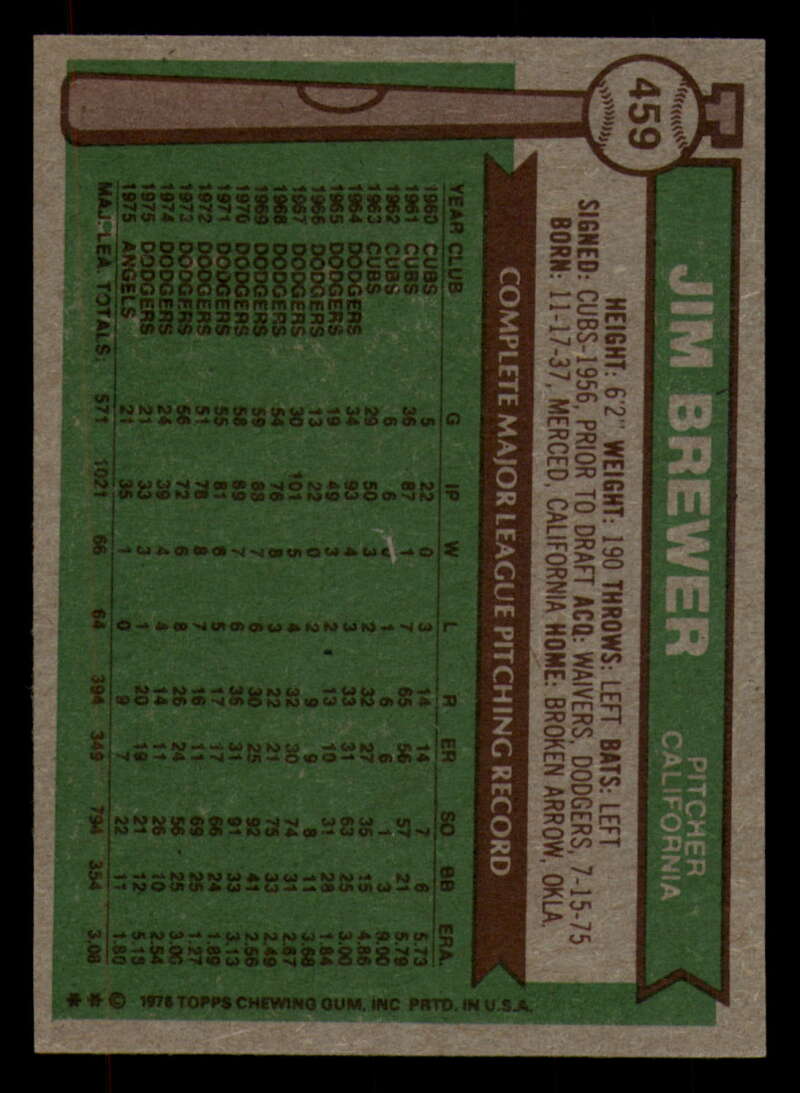 459
JIM BREWER
PITCHER
CALIFORNIA
HEIGHT: 6'2" WEIGHT: 190 THROWS: LEFT BATS: LEFT
SIGNED: CUBS-1956, PRIOR TO DRAFT ACQ: WAIVERS, DODGERS, 7-15-75
BORN: 11-17-37, MERCED, CALIFORNIA HOME: BROKEN ARROW, OKLA.
COMPLETE MAJOR LEAGUE PITCHING RECORD
YEAR CLUB G IP W L R ER SO BB ERA.
1960 CUBS 5 22 0 3 14 14 7 6 5.73
1961 CUBS 36 87 1 7 65 56 57 21 5.79
1962 CUBS 6 6 0 1 6 6 1 3 9.00
1963 CUBS 29 50 3 2 32 27 35 15 4.86
1964 DODGERS 34 93 4 3 33 31 63 25 3.00
1965 DODGERS 19 49 3 2 13 10 31 28 1.84
1966 DODGERS 13 22 0 2 9 9 8 11 3.68
1967 DODGERS 30 101 5 4 32 30 74 31 2.67
1968 DODGERS 54 76 8 3 22 21 75 33 2.49
1969 DODGERS 59 88 7 6 30 25 92 41 2.56
1970 DODGERS 58 89 7 6 36 31 91 33 3.13
1971 DODGERS 55 81 6 5 17 17 66 24 1.89
1972 DODGERS 51 78 8 7 16 11 69 25 1.27
1973 DODGERS 56 72 6 8 26 24 56 25 3.00
1974 DODGERS 24 39 4 4 14 11 26 10 2.54
1975 DODGERS 21 33 3 1 20 19 21 12 5.18
1975 ANGELS 21 35 1 0 9 7 22 11 1.80
MAJ. LEA. TOTALS: 571 1021 66 64 394 349 794 354 3.08
** © 1976 TOPPS CHEWING GUM, INC PRTD. IN U.S.A.